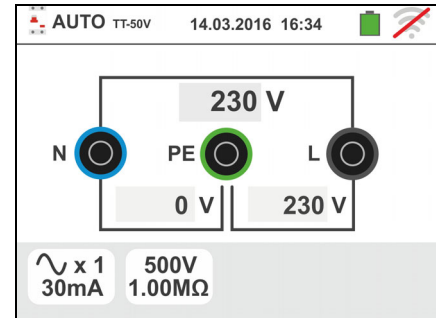 AUTO TT-50V 14.03.2016 16:34
230 V
N PE L
0 V 230 V
x 1 500V
30mA 1.00MΩ